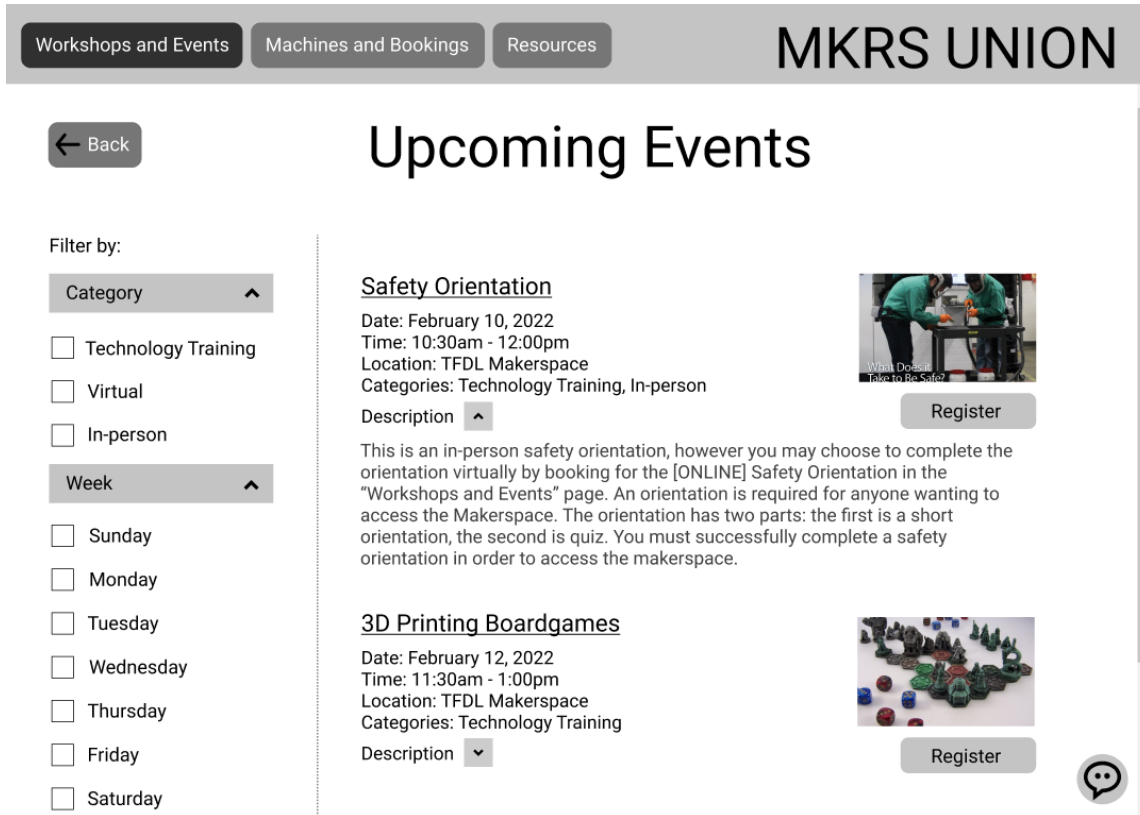 Workshops and Events
Machines and Bookings
Resources
MKRS UNION
Back
Upcoming Events
Filter by:
Category
Technology Training
Virtual
In-person
Week
Sunday
Monday
Tuesday
Wednesday
Thursday
Friday
Saturday
Safety Orientation
Date: February 10, 2022
Time: 10:30am - 12:00pm
Location: TFDL Makerspace
Categories: Technology Training, In-person
Description
What Does it
Take to Be Safe?
Register
This is an in-person safety orientation, however you may choose to complete the
orientation virtually by booking for the [ONLINE] Safety Orientation in the
“Workshops and Events” page. An orientation is required for anyone wanting to
access the Makerspace. The orientation has two parts: the first is a short
orientation, the second is quiz. You must successfully complete a safety
orientation in order to access the makerspace.
3D Printing Boardgames
Date: February 12, 2022
Time: 11:30am - 1:00pm
Location: TFDL Makerspace
Categories: Technology Training
Description
Register